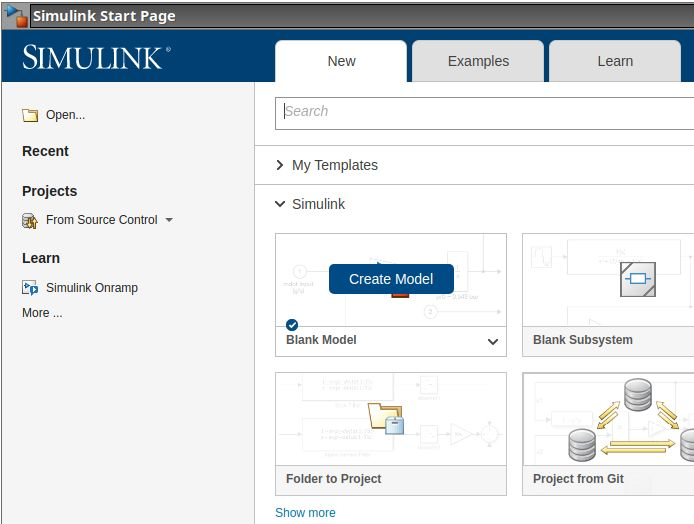 Simulink Start Page
SIMULINK®
New
Examples
Learn
Open...
Recent
Projects
From Source Control
Learn
Simulink Onramp
More ...
Search
My Templates
Simulink
Create Model
Blank Model
Blank Subsystem
Folder to Project
Project from Git
Show more